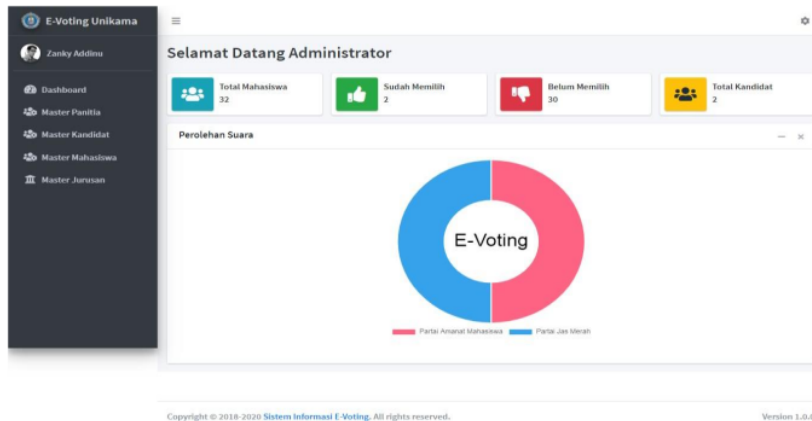 E-Voting Unikama
Zanky Addinu
Dashboard
Master Panitia
Master Kandidat
Master Mahasiswa
Master Jurusan
Selamat Datang Administrator
Total Mahasiswa
32
Sudah Memilih
2
Belum Memilih
30
Total Kandidat
2
Perolehan Suara
E-Voting
Partai Amanat Mahasiswa
Partai Jas Merah
Copyright © 2018-2020 Sistem Informasi E-Voting. All rights reserved.
Version 1.0.0